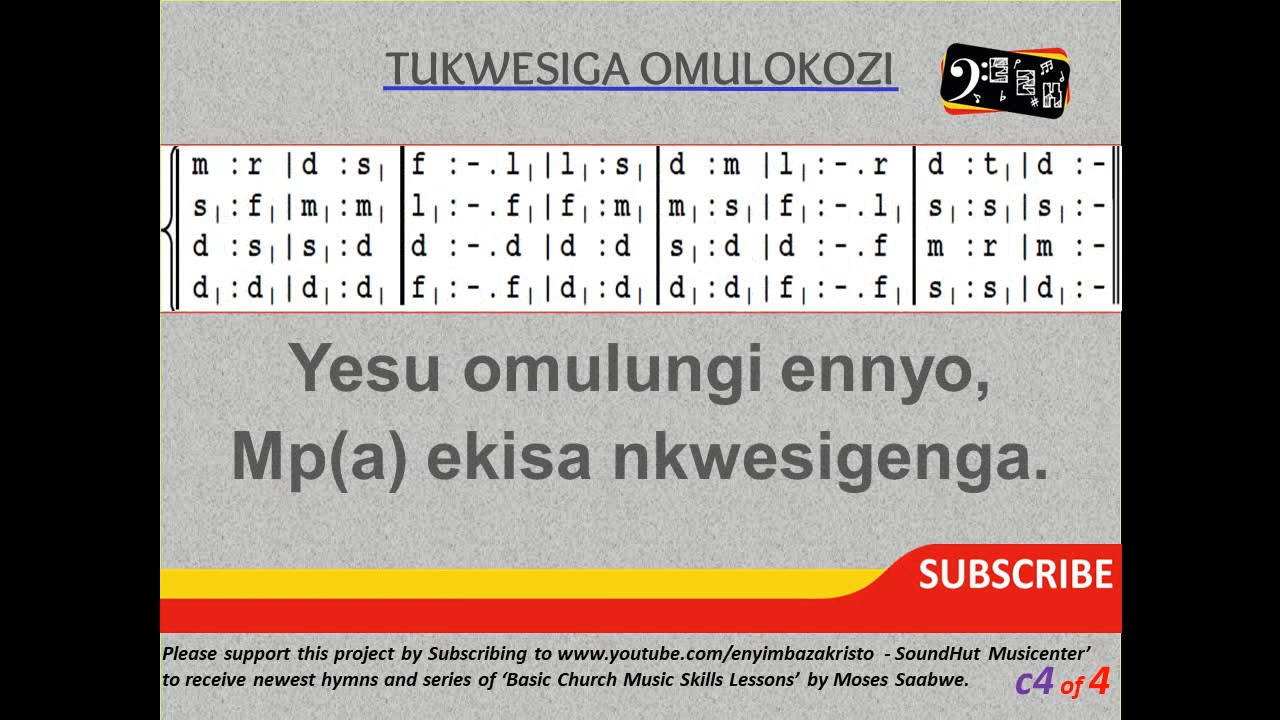 TUKWESIGA OMULOKOZI
m :r |d :s͵ |f :-.l͵|l͵:s͵ |d :m |l͵:-.r |d :t͵|d :-‖
s͵:f͵|m͵:m͵|l͵:-.f͵|f͵:m͵|m͵:s͵|f͵:-.l͵|s͵:s͵|s͵:-‖
d :s͵|s͵:d |d :-.d |d :d |s͵:d |d :-.f |m :r |m :-‖
d͵:d͵|d͵:d͵|f͵:-.f͵|d͵:d͵|d͵:d͵|f͵:-.f͵|s͵:s͵|d͵:-‖
Yesu omulungi ennyo,
Mp(a) ekisa nkwesigenga.
SUBSCRIBE
Please support this project by Subscribing to www.youtube.com/enyimbazakristo - SoundHut Musicenter’
to receive newest hymns and series of ‘Basic Church Music Skills Lessons’ by Moses Saabwe.
c4 of 4